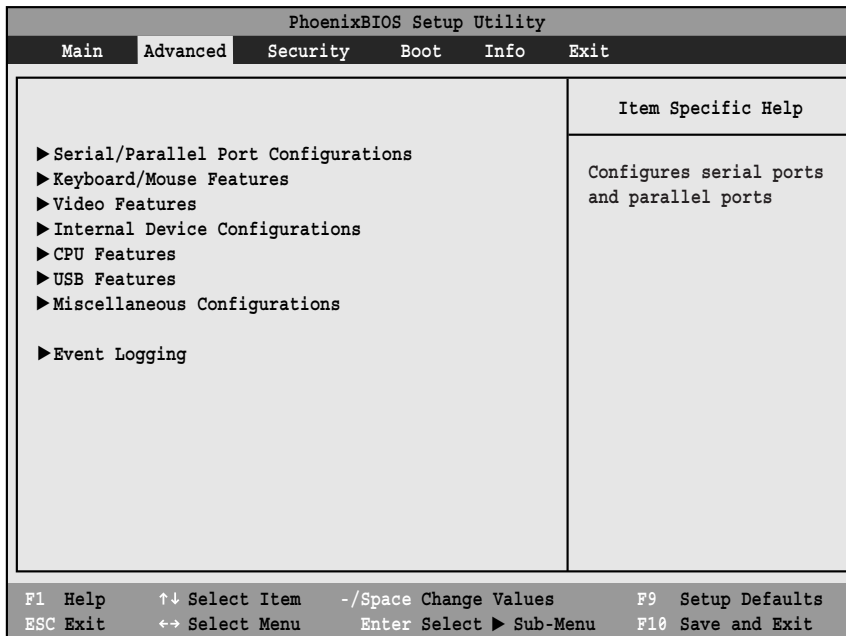 PhoenixBIOS Setup Utility
Main Advanced Security Boot Info Exit
Item Specific Help
▶Serial/Parallel Port Configurations
▶Keyboard/Mouse Features
▶Video Features
▶Internal Device Configurations
▶CPU Features
▶USB Features
▶Miscellaneous Configurations
▶Event Logging
Configures serial ports
and parallel ports
F1 Help ↑↓ Select Item -/Space Change Values F9 Setup Defaults
ESC Exit ←→ Select Menu Enter Select ▶ Sub-Menu F10 Save and Exit